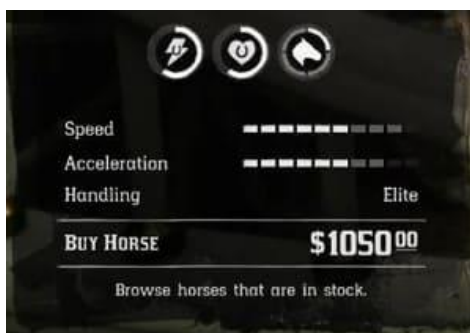 Speed
Acceleration
Handling Elite
BUY HORSE $1050 00
Browse horses that are in stock.